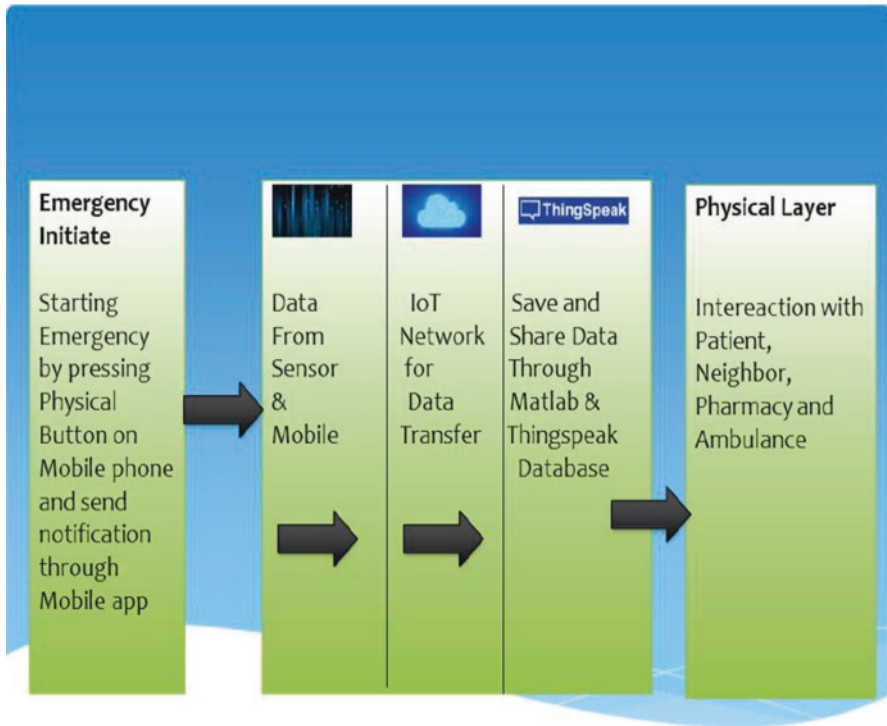 Emergency
Initiate
Starting
Emergency
by pressing
Physical
Button on
Mobile phone
and send
notification
through
Mobile app
Data
From
Sensor
&
Mobile
IoT
Network
for
Data
Transfer
ThingSpeak
Save and
Share Data
Through
Matlab &
Thingspeak
Database
Physical Layer
Intereaction with
Patient,
Neighbor,
Pharmacy and
Ambulance